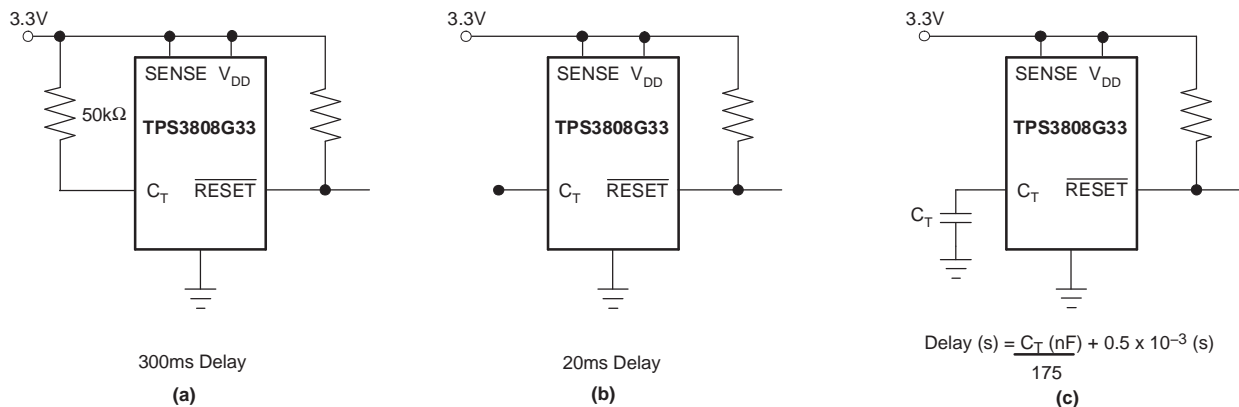 3.3V
SENSE V_DD
50kΩ
TPS3808G33
C_T RESET
300ms Delay
(a)
3.3V
SENSE V_DD
TPS3808G33
C_T RESET
20ms Delay
(b)
3.3V
SENSE V_DD
TPS3808G33
C_T RESET
C_T
Delay (s) = C_T (nF) + 0.5 x 10⁻³ (s)
175
(c)